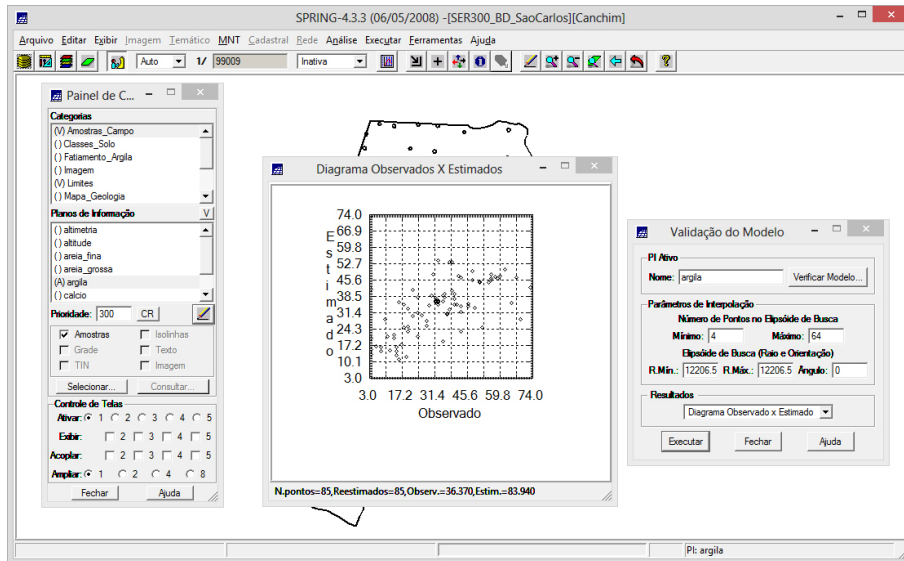 SPRING-4.3.3 (06/05/2008) -[SER300_BD_SaoCarlos][Canchim]
Arquivo Editar Exibir Imagem Temático MNT Cadastral Rede Análise Executar Ferramentas Ajuda
Auto 1/ 99009 Inativa
Painel de C...
Categorias
(V) Amostras_Campo
( ) Classes_Solo
( ) Fatiamento_Argila
( ) Imagem
(V) Limites
( ) Mapa_Geologia
Planos de Informação V
( ) altimetria
( ) altitude
( ) areia_fina
( ) areia_grossa
(A) argila
( ) calcio
Prioridade: 300 CR
Amostras Isolinhas
Grade Texto
TIN Imagem
Selecionar... Consultar...
Controle de Telas
Ativar: 1 2 3 4 5
Exibir: 2 3 4 5
Acoplar: 2 3 4 5
Ampliar: 1 2 4 8
Fechar Ajuda
Diagrama Observados X Estimados
74.0
66.9
59.8
52.7
45.6
38.5
31.4
24.3
17.2
10.1
3.0
Estimado
3.0 17.2 31.4 45.6 59.8 74.0
Observado
N.pontos=85,Reestimados=85,Observ.=36.370,Estim.=83.940
Validação do Modelo
PI Ativo
Nome: argila Verificar Modelo...
Parâmetros de Interpolação
Número de Pontos no Elipsóide de Busca
Mínimo: 4 Máximo: 64
Elipsóide de Busca (Raio e Orientação)
R.Mín.: 12206.5 R.Máx.: 12206.5 Ângulo: 0
Resultados
Diagrama Observado x Estimado
Executar Fechar Ajuda
PI: argila